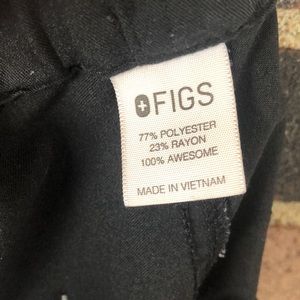 FIGS
77% POLYESTER
23% RAYON
100% AWESOME
MADE IN VIETNAM